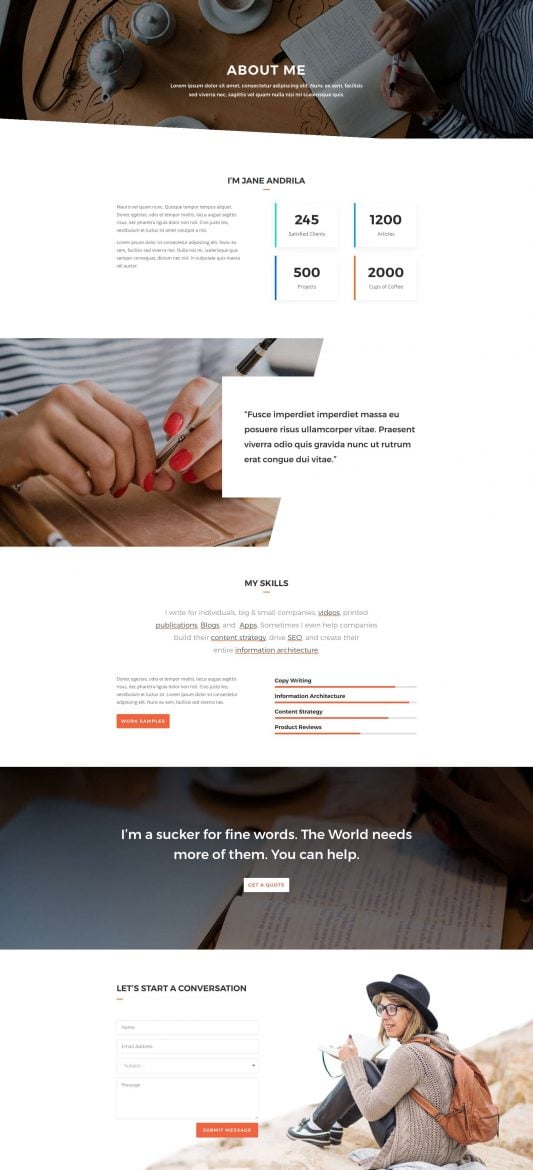 ABOUT ME
Lorem ipsum dolor sit amet, consectetur adipiscing elit. Nunc ex sem, facilisis
sed viverra nec, sagittis vel quam nulla nisi mi scelerisque quis.
I'M JANE ANDRILA
Mauris vel quam nunc. Quisque tempor tempus aliquet.
Donec egestas, odio et tempor mattis, lacus augue sagittis
risus, nec pharetra ligula dolor non nisl. Cras justo leo,
vestibulum et luctus sit amet volutpat a nisl.
Lorem ipsum dolor sit consectetur adipiscing elit. Nunc ex
sem, facilisis sed viverra nec. Nulla nisi mi, scelerisque quis
semper consequat, dictum nec nisl. In vulputate quis massa
vel auctor.
245
Satisfied Clients
1200
Articles
500
Projects
2000
Cups of Coffee
“Fusce imperdiet imperdiet massa eu
posuere risus ullamcorper vitae. Praesent
viverra odio quis gravida nunc ut rutrum
erat congue dui vitae.”
MY SKILLS
I write for individuals, big & small companies, videos, printed
publications, Blogs, and Apps. Sometimes I even help companies
build their content strategy, drive SEO, and create their
entire information architecture
Donec egestas, odio et tempor mattis, lacus augue sagittis
risus, nec pharetra ligula dolor non nisl. Cras justo leo,
vestibulum et luctus sit. Lorem ipsum dolor sit consectetur
adipiscing elit. Nunc ex sem, facilisis sed viverra nec.
WORK SAMPLES
Copy Writing
Information Architecture
Content Strategy
Product Reviews
I'm a sucker for fine words. The World needs
more of them. You can help.
GET A QUOTE
LET'S START A CONVERSATION
Name
Email Address
- Subject -
Message
SUBMIT MESSAGE